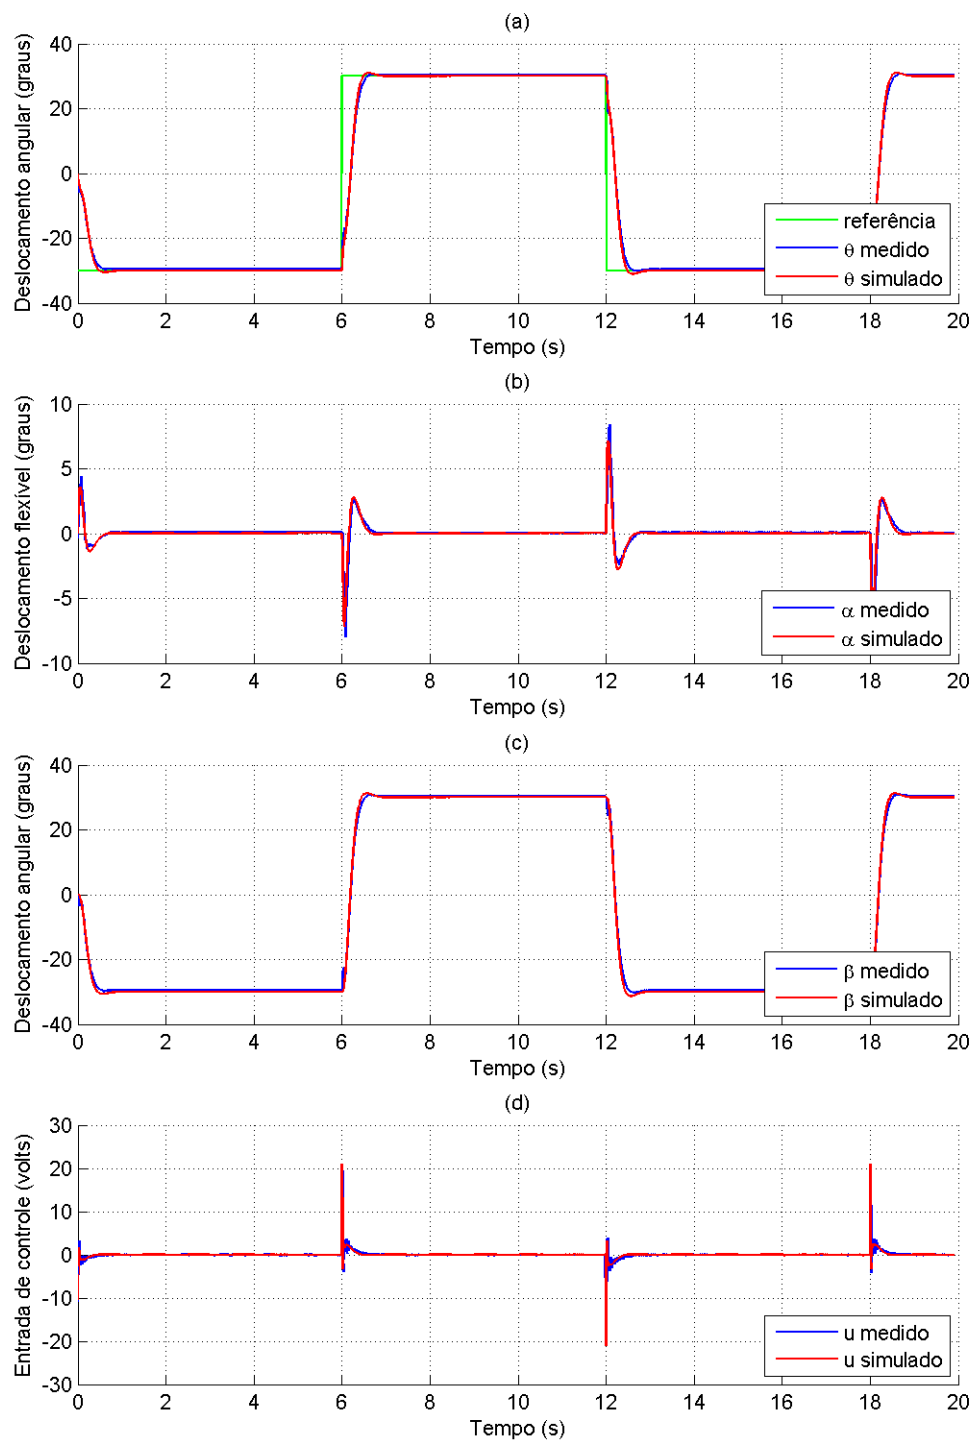 (a)
Deslocamento angular (graus)
40
20
0
-20
-40
referência
θ medido
θ simulado
0 2 4 6 8 10 12 14 16 18 20
Tempo (s)
(b)
Deslocamento flexível (graus)
10
5
0
-5
-10
α medido
α simulado
0 2 4 6 8 10 12 14 16 18 20
Tempo (s)
(c)
Deslocamento angular (graus)
40
20
0
-20
-40
β medido
β simulado
0 2 4 6 8 10 12 14 16 18 20
Tempo (s)
(d)
Entrada de controle (volts)
30
20
10
0
-10
-20
-30
u medido
u simulado
0 2 4 6 8 10 12 14 16 18 20
Tempo (s)